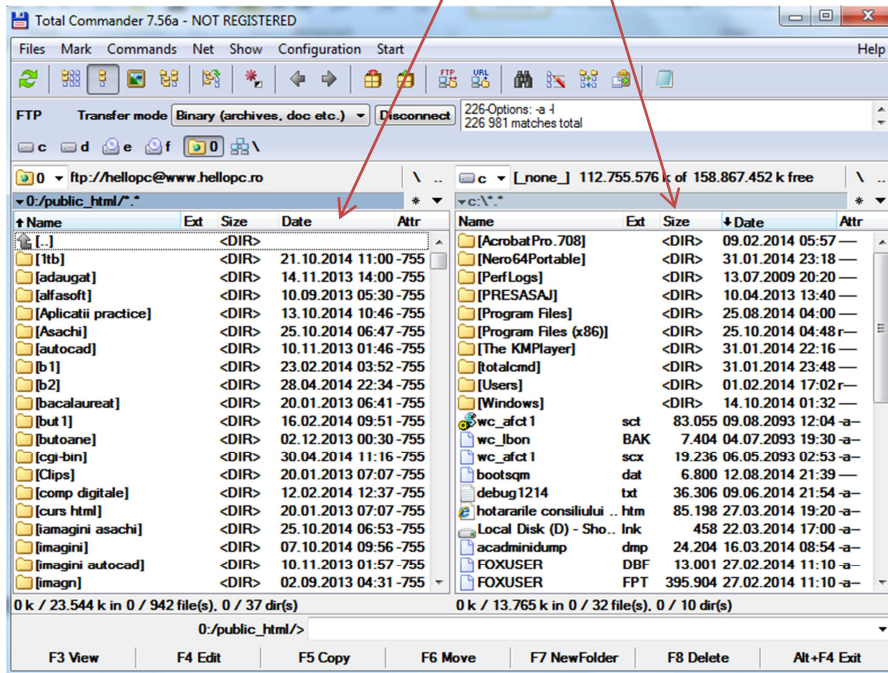 Total Commander 7.56a - NOT REGISTERED
Files Mark Commands Net Show Configuration Start Help
FTP URL
FTP Transfer mode Binary (archives, doc etc.) Disconnect 226-Options: -a -l
226 981 matches total
c d e f 0 \
0 ftp://hellopc@www.hellopc.ro \ .. c [_none_] 112.755.576 k of 158.867.452 k free \ ..
0:/public_html/*.* * c:\*.* *
Name Ext Size Date Attr Name Ext Size Date Attr
[..] <DIR> [AcrobatPro.708] <DIR> 09.02.2014 05:57 ----
[1tb] <DIR> 21.10.2014 11:00 -755 [Nero64Portable] <DIR> 31.01.2014 23:18 ----
[adaugat] <DIR> 14.11.2013 14:00 -755 [PerfLogs] <DIR> 13.07.2009 20:20 ----
[alfasoft] <DIR> 10.09.2013 05:30 -755 [PRESASAJ] <DIR> 10.04.2013 13:40 ----
[Aplicatii practice] <DIR> 13.10.2014 10:46 -755 [Program Files] <DIR> 25.08.2014 04:00 ----
[Asachi] <DIR> 25.10.2014 06:47 -755 [Program Files (x86)] <DIR> 25.10.2014 04:48 r---
[autocad] <DIR> 10.11.2013 01:46 -755 [The KMPlayer] <DIR> 31.01.2014 22:16 ----
[b1] <DIR> 23.02.2014 03:52 -755 [totalcmd] <DIR> 31.01.2014 23:48 ----
[b2] <DIR> 28.04.2014 22:34 -755 [Users] <DIR> 01.02.2014 17:02 r---
[bacalaureat] <DIR> 20.01.2013 06:41 -755 [Windows] <DIR> 14.10.2014 01:32 ----
[but1] <DIR> 16.02.2014 09:51 -755 wc_afct1 sct 83.055 09.08.2093 12:04 -a--
[butoane] <DIR> 02.12.2013 00:30 -755 wc_lbon BAK 7.404 04.07.2093 19:30 -a--
[cgi-bin] <DIR> 30.04.2014 11:16 -755 wc_afct1 scx 19.236 06.05.2093 02:53 -a--
[Clips] <DIR> 20.01.2013 07:07 -755 bootsqm dat 6.800 12.08.2014 21:39 ----
[comp digitale] <DIR> 12.02.2014 12:37 -755 debug1214 txt 36.306 09.06.2014 21:54 -a--
[curs html] <DIR> 20.01.2013 07:07 -755 hotararile consiliului .. htm 85.198 27.03.2014 19:20 -a--
[iamagini asachi] <DIR> 25.10.2014 06:53 -755 Local Disk (D) - Sho.. lnk 458 22.03.2014 17:00 -a--
[imagini] <DIR> 07.10.2014 09:56 -755 acadminidump dmp 24.204 16.03.2014 08:54 -a--
[imagini autocad] <DIR> 10.11.2013 01:57 -755 FOXUSER DBF 13.001 27.02.2014 11:10 -a--
[imagn] <DIR> 02.09.2013 04:31 -755 FOXUSER FPT 395.904 27.02.2014 11:10 -a--
0 k / 23.544 k in 0 / 942 file(s), 0 / 37 dir(s) 0 k / 13.765 k in 0 / 32 file(s), 0 / 10 dir(s)
0:/public_html/>
F3 View F4 Edit F5 Copy F6 Move F7 NewFolder F8 Delete Alt+F4 Exit